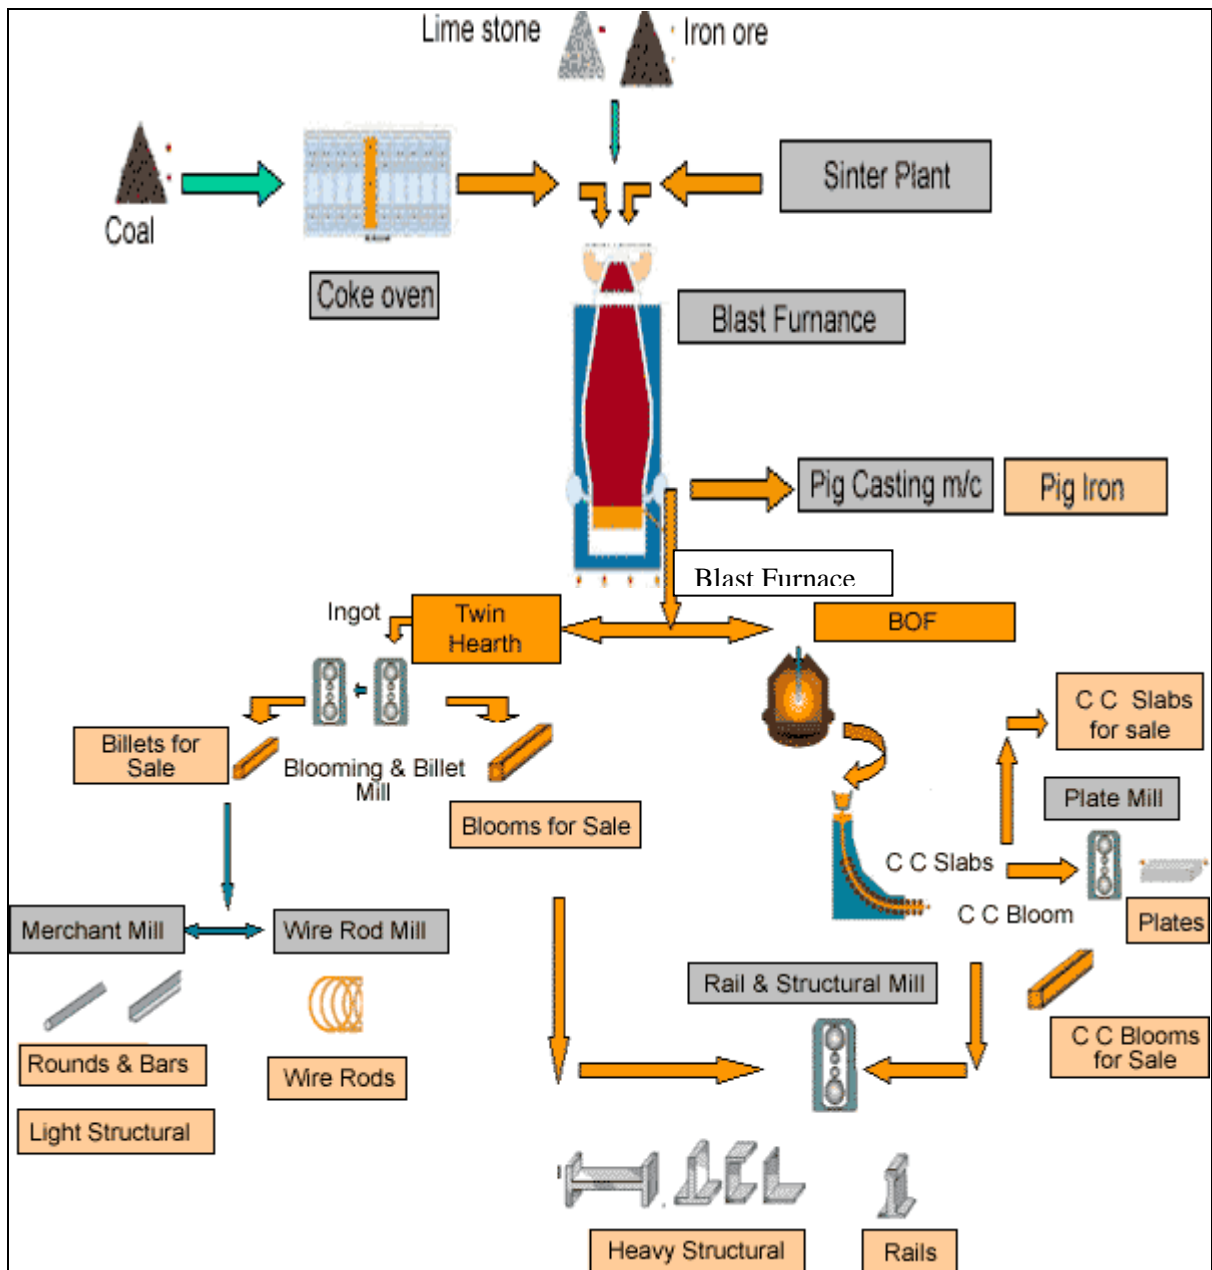 Lime stone
Iron ore
Coal
Sinter Plant
Coke oven
Blast Furnance
Pig Casting m/c
Pig Iron
Blast Furnace
Ingot
Twin
Hearth
BOF
Billets for
Sale
Blooming & Billet
Mill
Blooms for Sale
C C Slabs
for sale
Plate Mill
C C Slabs
C C Bloom
Plates
Merchant Mill
Wire Rod Mill
Rail & Structural Mill
C C Blooms
for Sale
Rounds & Bars
Wire Rods
Light Structural
Heavy Structural
Rails